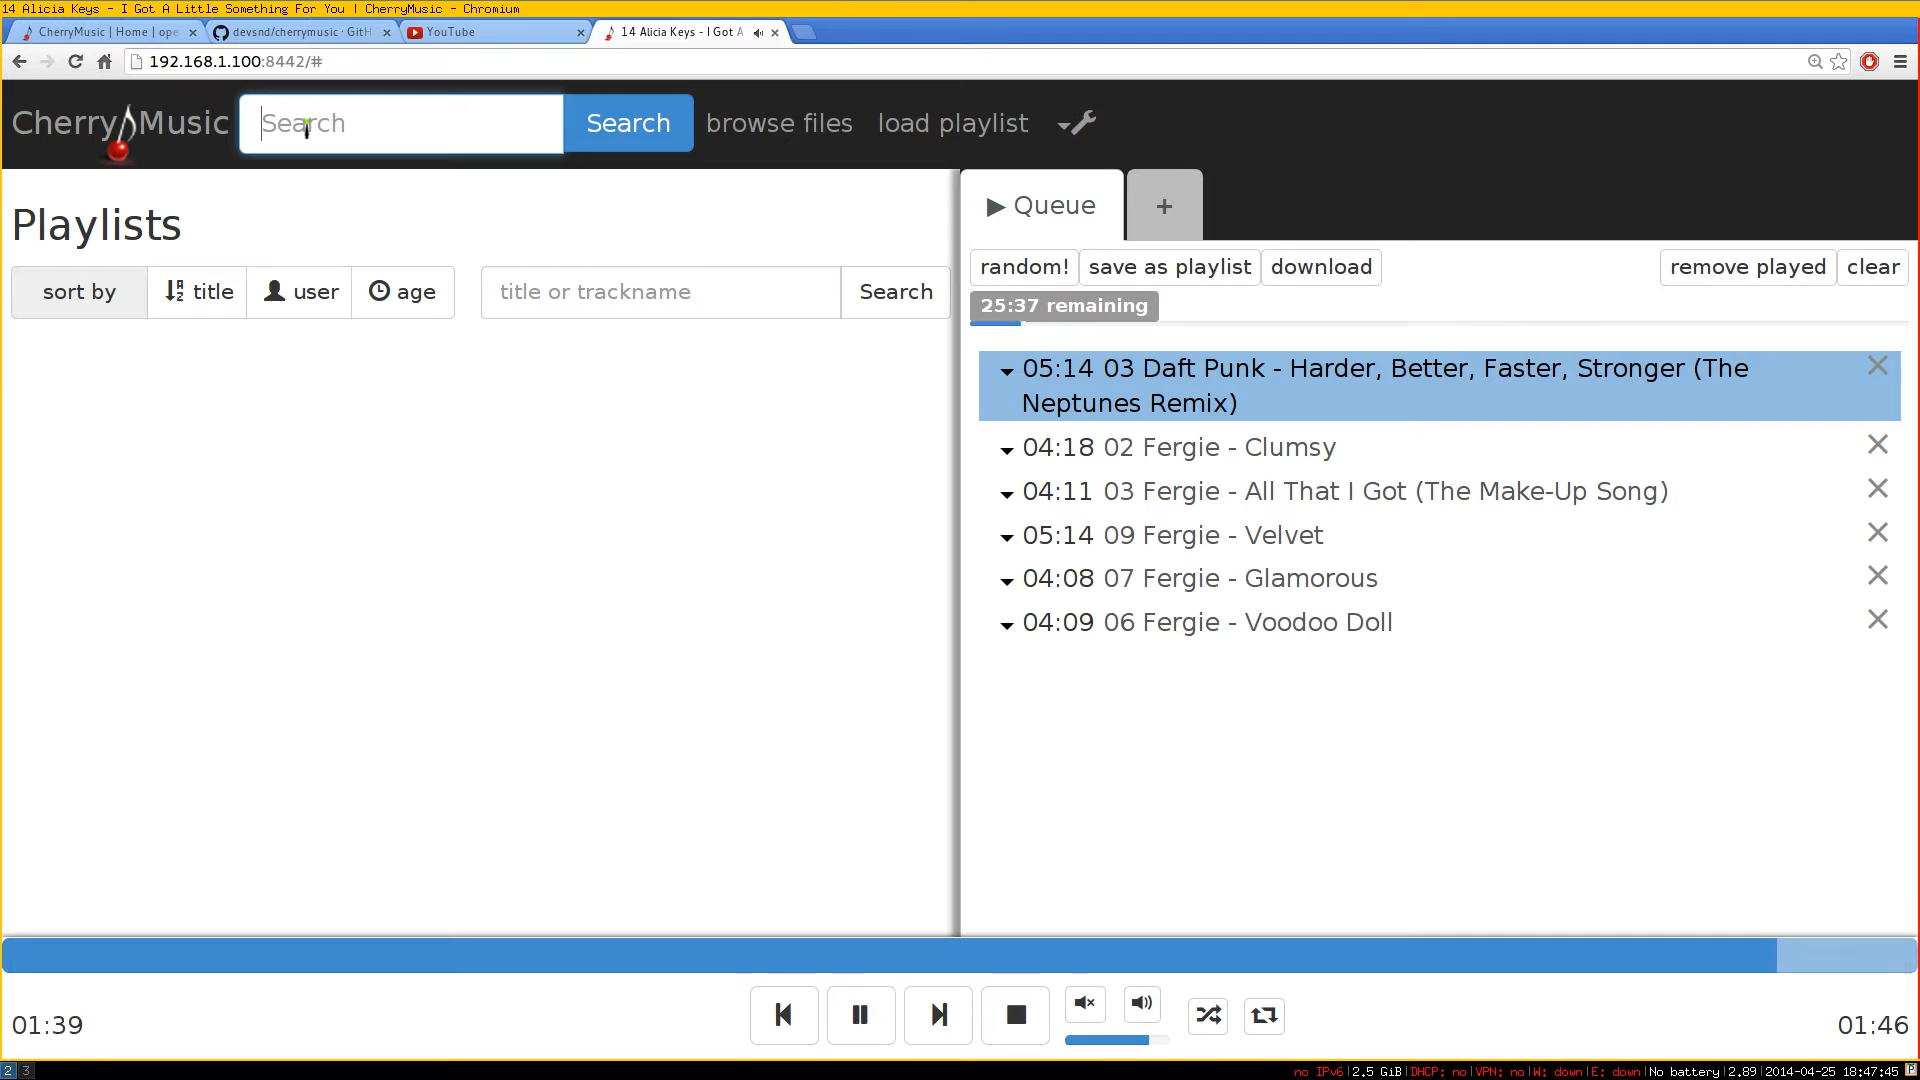 14 Alicia Keys - I Got A Little Something For You | CherryMusic - Chromium
CherryMusic | Home | ope
devsnd/cherrymusic · GitH
YouTube
14 Alicia Keys - I Got A
192.168.1.100:8442/#
CherryMusic
Search
Search
browse files
load playlist
Playlists
sort by
title
user
age
title or trackname
Search
Queue
+
random!
save as playlist
download
remove played
clear
25:37 remaining
05:14 03 Daft Punk - Harder, Better, Faster, Stronger (The
Neptunes Remix)
04:18 02 Fergie - Clumsy
04:11 03 Fergie - All That I Got (The Make-Up Song)
05:14 09 Fergie - Velvet
04:08 07 Fergie - Glamorous
04:09 06 Fergie - Voodoo Doll
01:39
01:46
2 3
no IPv6|2.5 GiB|DHCP: no|VPN: no|W: down|E: down|No battery|2.89|2014-04-25 18:47:45